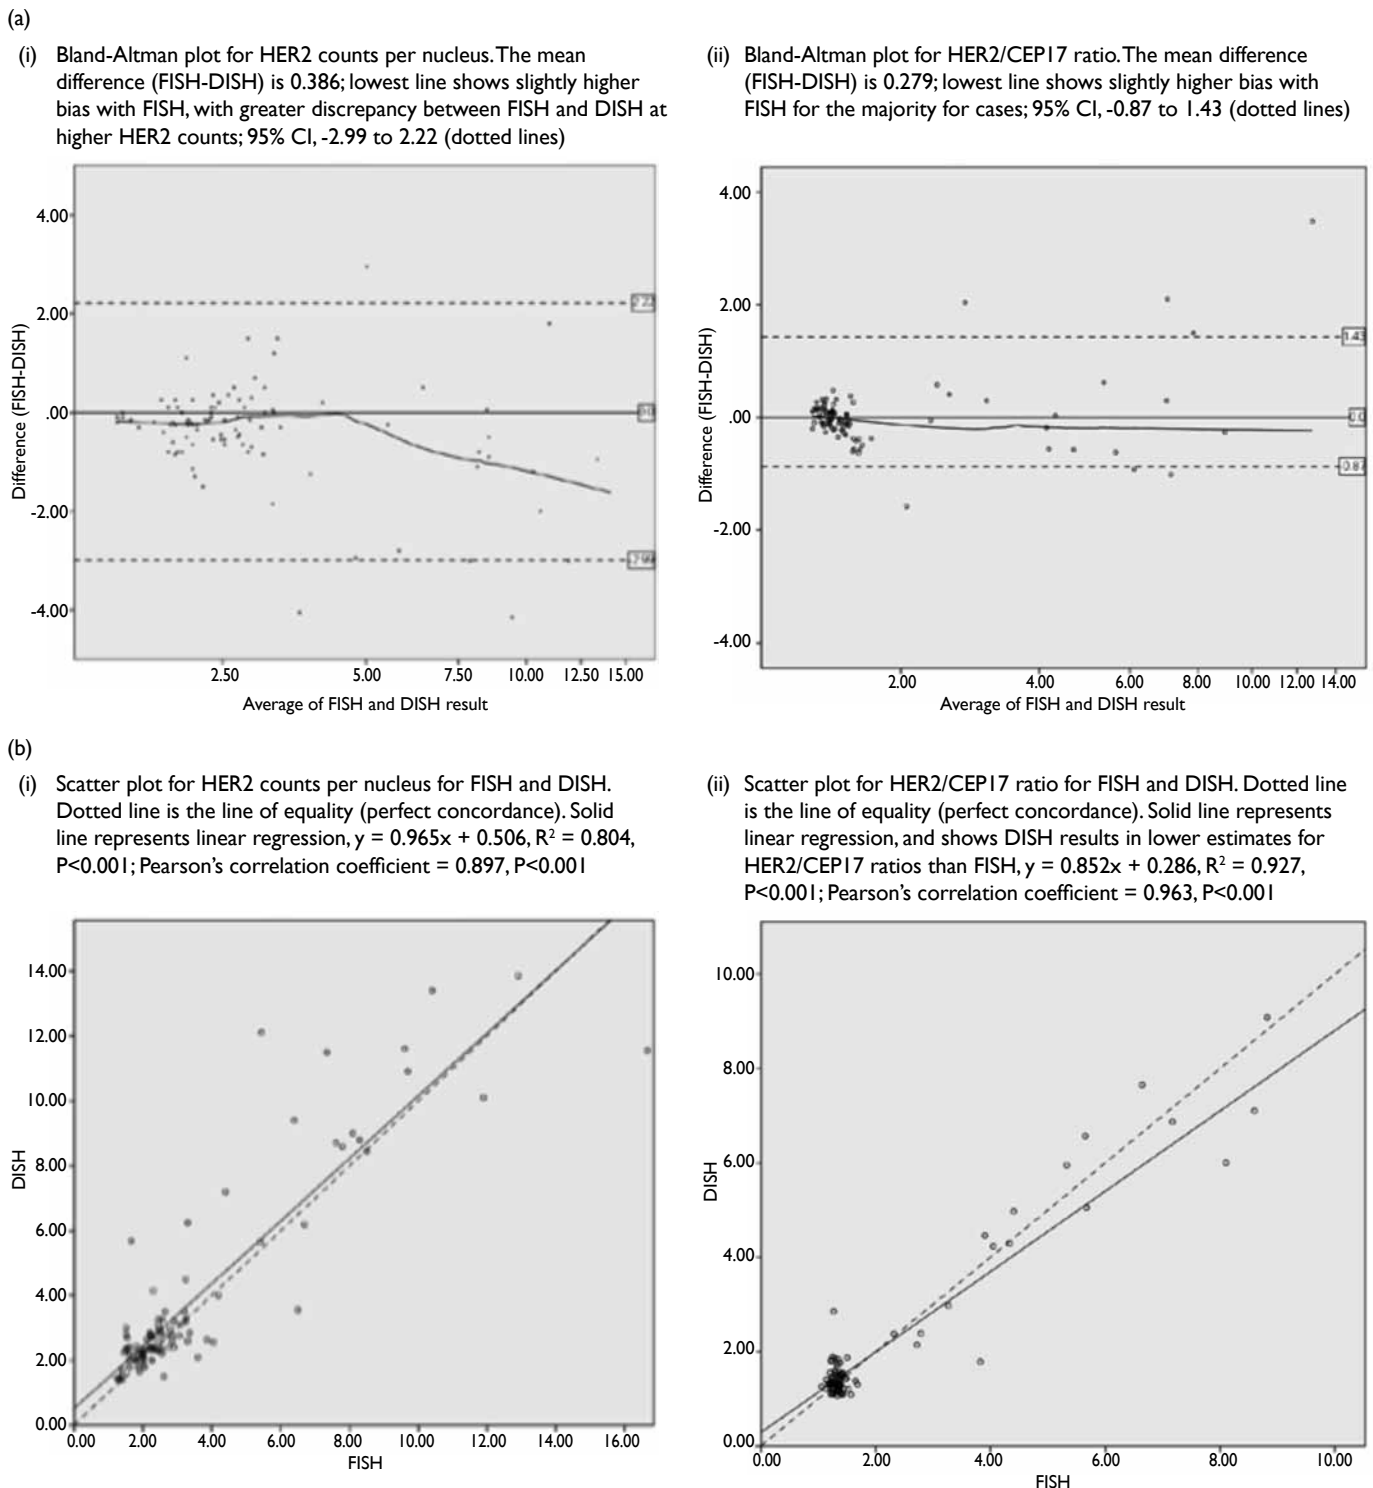 (a)
(i) Bland-Altman plot for HER2 counts per nucleus. The mean
difference (FISH-DISH) is 0.386; lowest line shows slightly higher
bias with FISH, with greater discrepancy between FISH and DISH at
higher HER2 counts; 95% CI, -2.99 to 2.22 (dotted lines)
4.00
2.22
2.00
.00
-2.00
-4.00
Difference (FISH-DISH)
2.50 5.00 7.50 10.00 12.50 15.00
Average of FISH and DISH result
(ii) Bland-Altman plot for HER2/CEP17 ratio. The mean difference
(FISH-DISH) is 0.279; lowest line shows slightly higher bias with
FISH for the majority for cases; 95% CI, -0.87 to 1.43 (dotted lines)
4.00
2.00
1.43
.00
0.0
-0.87
-2.00
-4.00
Difference (FISH-DISH)
2.00 4.00 6.00 8.00 10.00 12.00 14.00
Average of FISH and DISH result
(b)
(i) Scatter plot for HER2 counts per nucleus for FISH and DISH.
Dotted line is the line of equality (perfect concordance). Solid
line represents linear regression, y = 0.965x + 0.506, R² = 0.804,
P<0.001; Pearson's correlation coefficient = 0.897, P<0.001
14.00
12.00
10.00
8.00
6.00
4.00
2.00
0.00
DISH
0.00 2.00 4.00 6.00 8.00 10.00 12.00 14.00 16.00
FISH
(ii) Scatter plot for HER2/CEP17 ratio for FISH and DISH. Dotted line
is the line of equality (perfect concordance). Solid line represents
linear regression, and shows DISH results in lower estimates for
HER2/CEP17 ratios than FISH, y = 0.852x + 0.286, R² = 0.927,
P<0.001; Pearson's correlation coefficient = 0.963, P<0.001
10.00
8.00
6.00
4.00
2.00
0.00
DISH
0.00 2.00 4.00 6.00 8.00 10.00
FISH